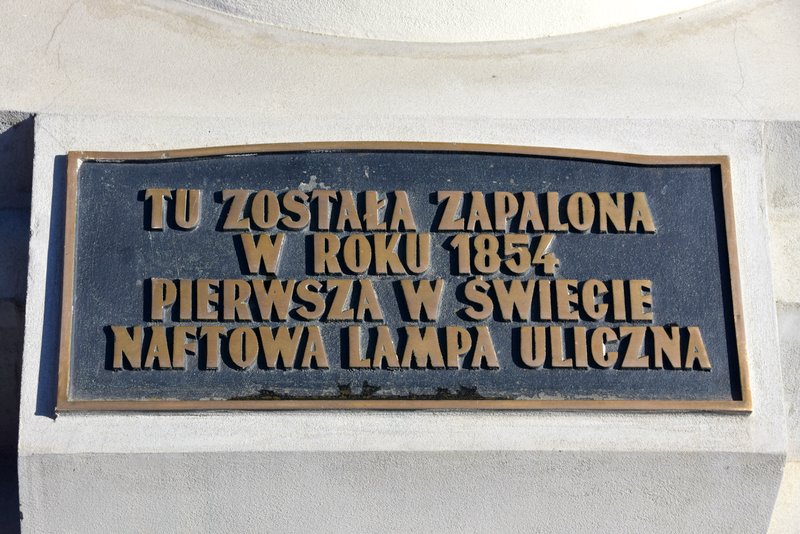 TU ZOSTAŁA ZAPALONA
W ROKU 1854
PIERWSZA W ŚWIECIE
NAFTOWA LAMPA ULICZNA